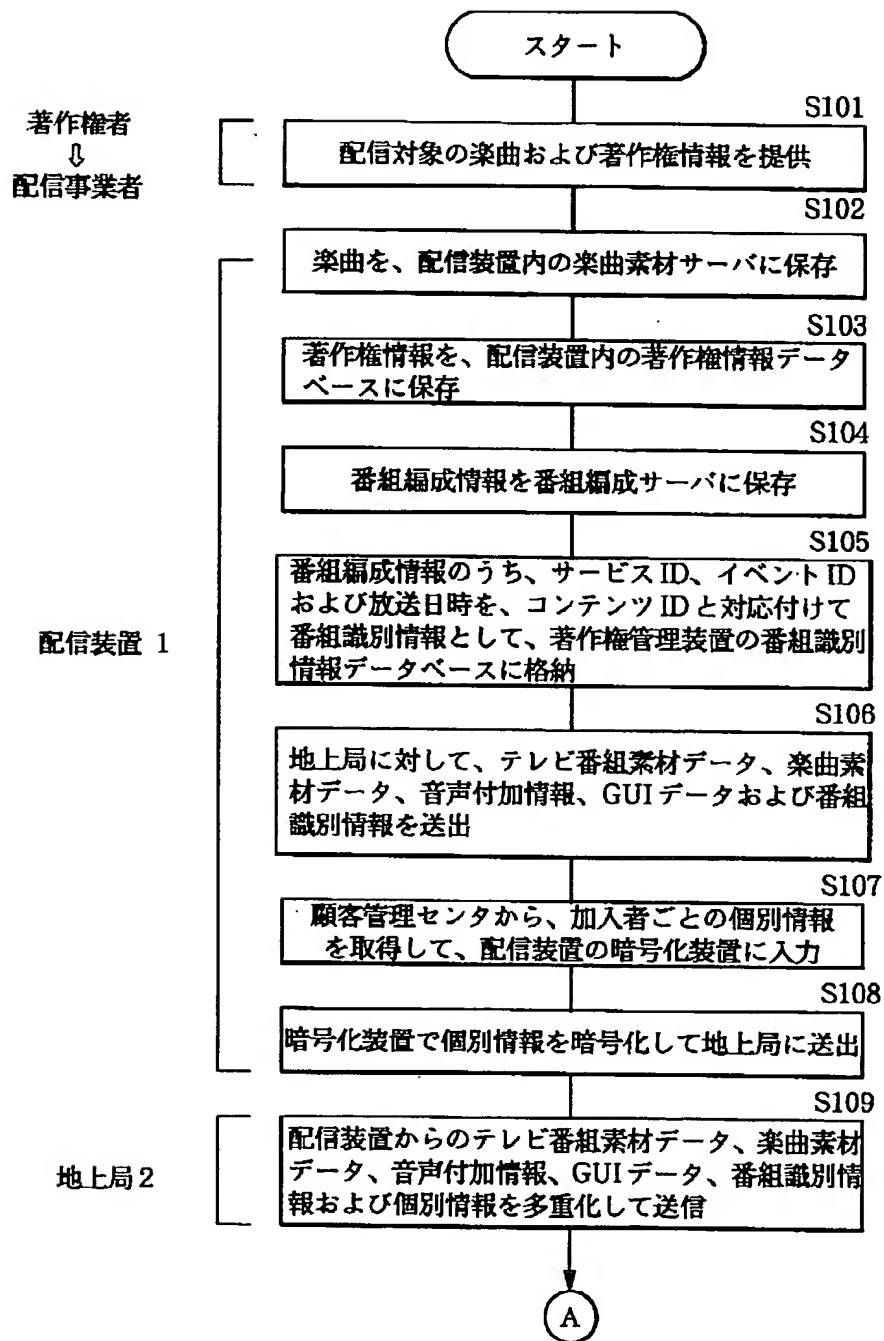 スタート
S101
著作権者
⇩
配信事業者
配信対象の楽曲および著作権情報を提供
S102
楽曲を、配信装置内の楽曲素材サーバに保存
S103
著作権情報を、配信装置内の著作権情報データ
ベースに保存
S104
番組編成情報を番組編成サーバに保存
S105
番組編成情報のうち、サービスID、イベントID
および放送日時を、コンテンツIDと対応付けて
番組識別情報として、著作権管理装置の番組識別
情報データベースに格納
配信装置 1
S106
地上局に対して、テレビ番組素材データ、楽曲素
材データ、音声付加情報、GUIデータおよび番組
識別情報を送出
S107
顧客管理センタから、加入者ごとの個別情報
を取得して、配信装置の暗号化装置に入力
S108
暗号化装置で個別情報を暗号化して地上局に送出
S109
地上局2
配信装置からのテレビ番組素材データ、楽曲素材
データ、音声付加情報、GUIデータ、番組識別情
報および個別情報を多重化して送信
A